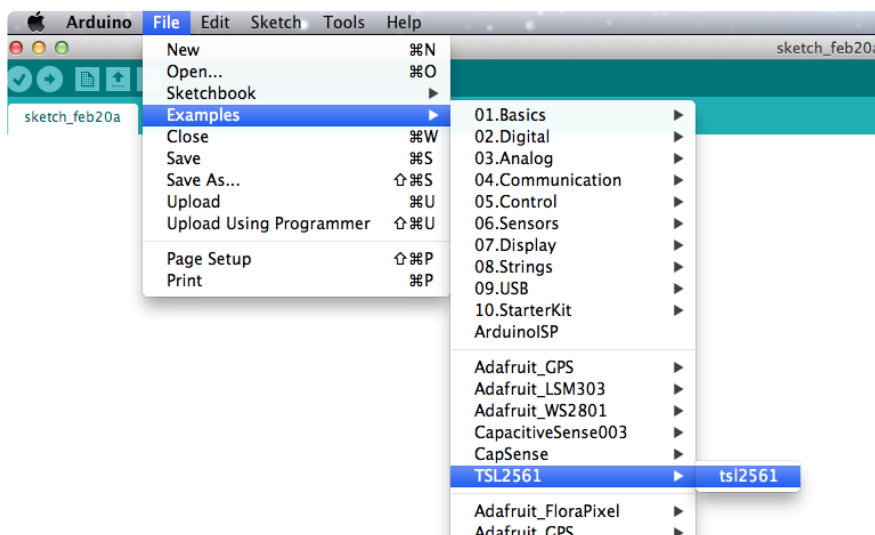 Arduino File Edit Sketch Tools Help
sketch_feb20a
sketch_feb20a
New ⌘N
Open... ⌘O
Sketchbook
Examples
Close ⌘W
Save ⌘S
Save As... ⇧⌘S
Upload ⌘U
Upload Using Programmer ⇧⌘U
Page Setup ⇧⌘P
Print ⌘P
01.Basics
02.Digital
03.Analog
04.Communication
05.Control
06.Sensors
07.Display
08.Strings
09.USB
10.StarterKit
ArduinoISP
Adafruit_GPS
Adafruit_LSM303
Adafruit_WS2801
CapacitiveSense003
CapSense
TSL2561
tsl2561
Adafruit_FloraPixel
Adafruit_GPS